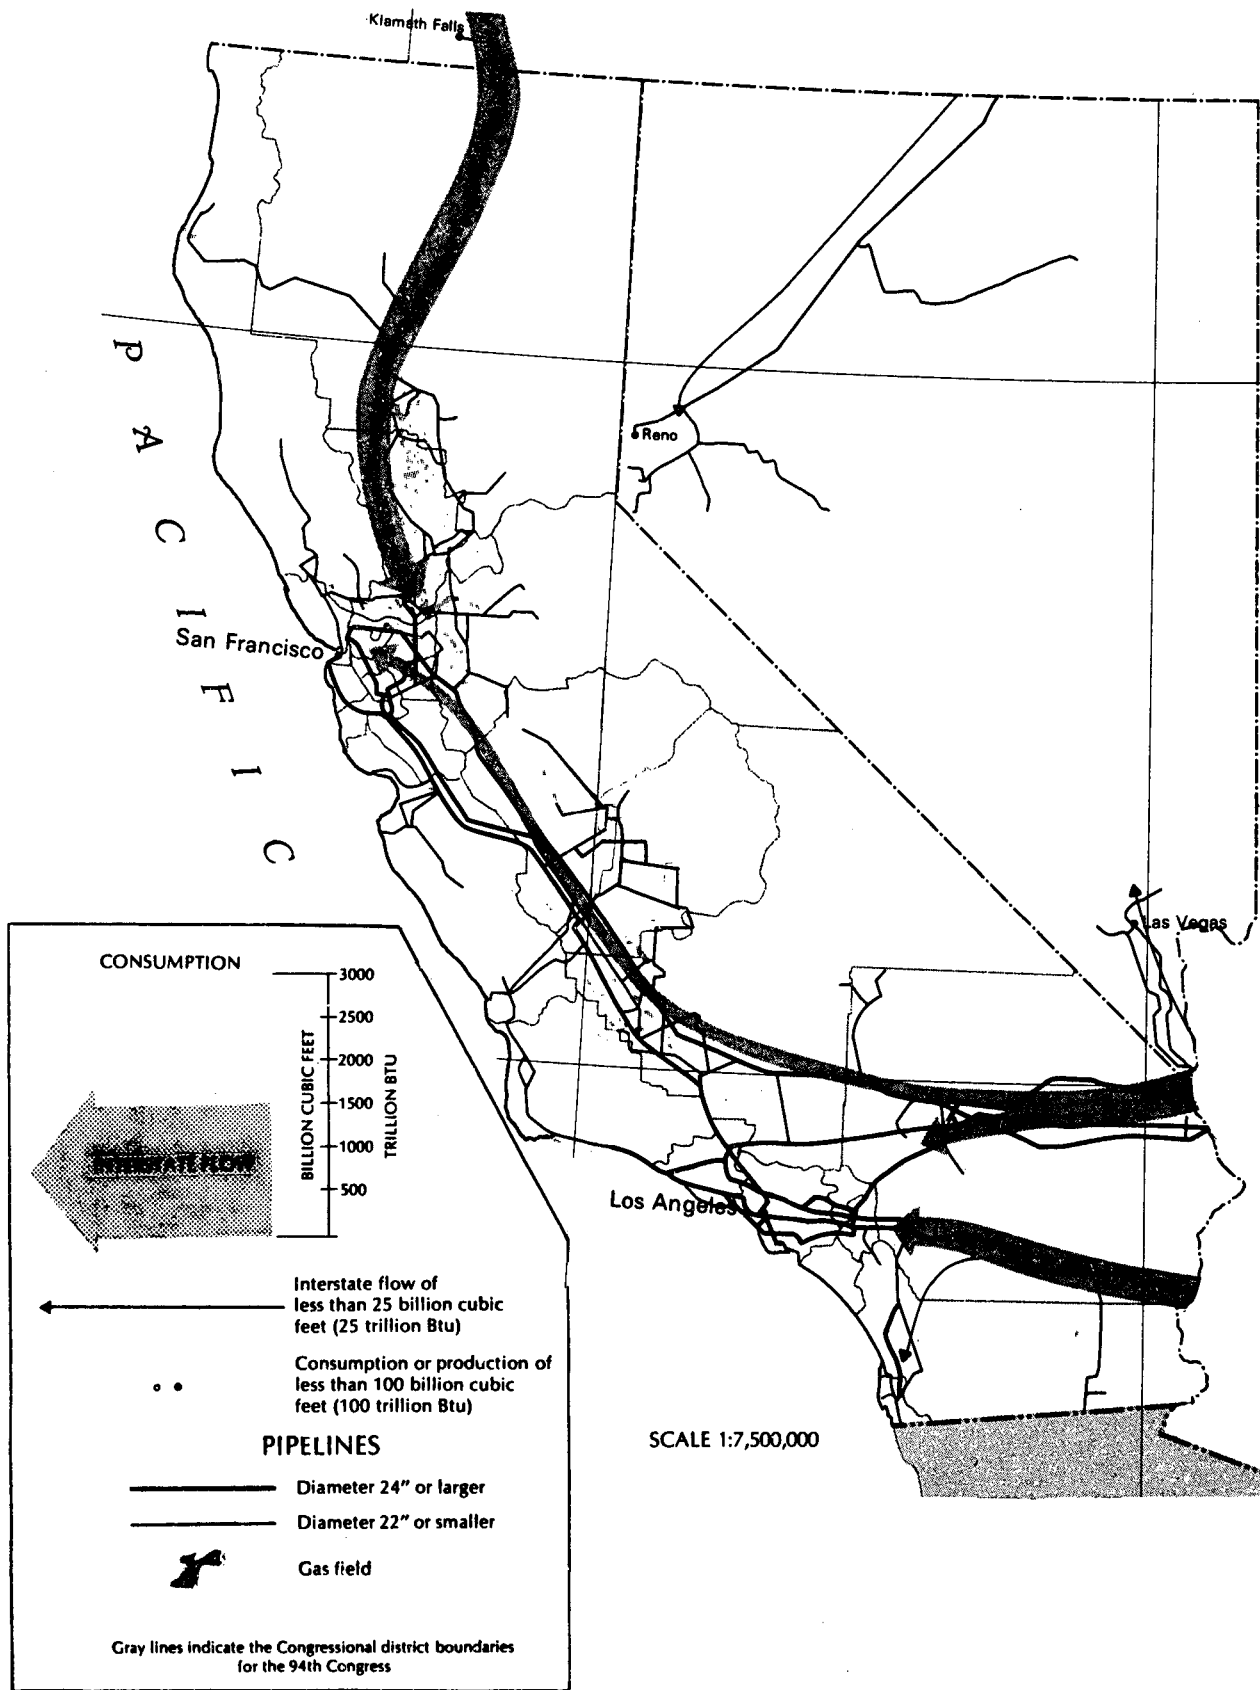 Klamath Falls
PACIFIC
Reno
San Francisco
Las Vegas
Los Angeles
CONSUMPTION
3000
2500
2000
1500
1000
500
BILLION CUBIC FEET
TRILLION BTU
INTERSTATE FLOW
Interstate flow of
less than 25 billion cubic
feet (25 trillion Btu)
Consumption or production of
less than 100 billion cubic
feet (100 trillion Btu)
PIPELINES
Diameter 24" or larger
Diameter 22" or smaller
Gas field
Gray lines indicate the Congressional district boundaries
for the 94th Congress
SCALE 1:7,500,000